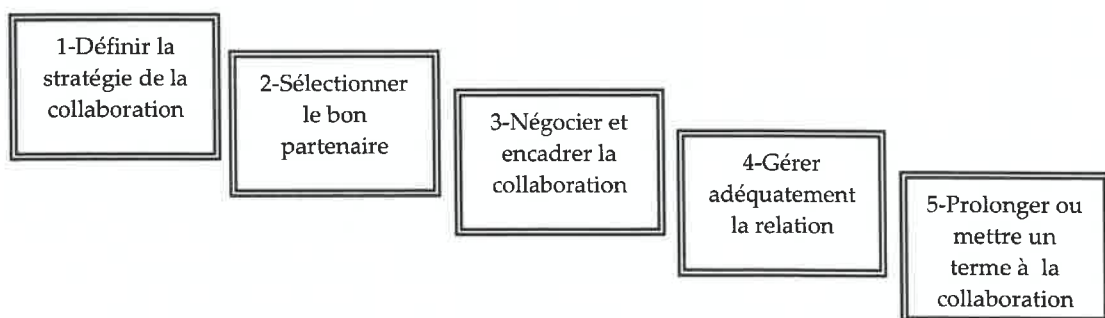 1-Définir la
stratégie de la
collaboration
2-Sélectionner
le bon
partenaire
3-Négocier et
encadrer la
collaboration
4-Gérer
adéquatement
la relation
5-Prolonger ou
mettre un
terme à la
collaboration